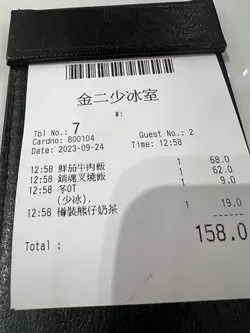 金二少冰室
#:
Tbl No.: 7
Cardno: 800104 Guest No.: 2
Date: 2023-09-24 Time: 12:58
12:58 鮮茄牛肉飯 1 68.0
12:58 銷魂叉燒飯 1 62.0
12:58 冬OT 1 9.0
(少冰).
12:58 樽裝熊仔奶茶 1 19.0
Total : 158.0